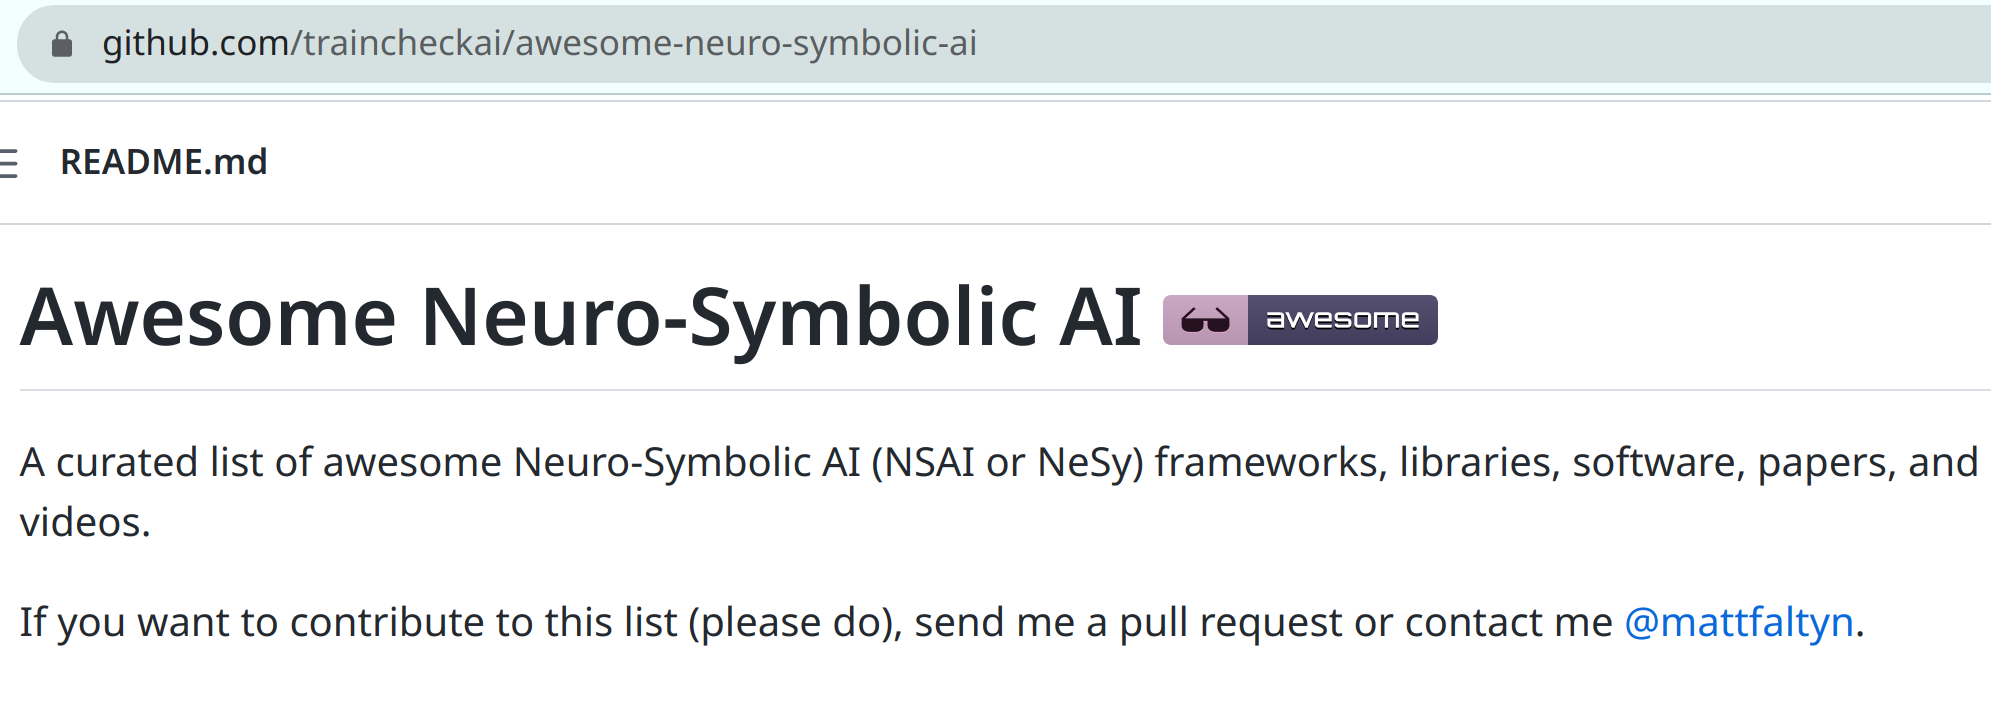 github.com/traincheckai/awesome-neuro-symbolic-ai
README.md
Awesome Neuro-Symbolic AI awesome
A curated list of awesome Neuro-Symbolic AI (NSAI or NeSy) frameworks, libraries, software, papers, and
videos.
If you want to contribute to this list (please do), send me a pull request or contact me @mattfaltyn.